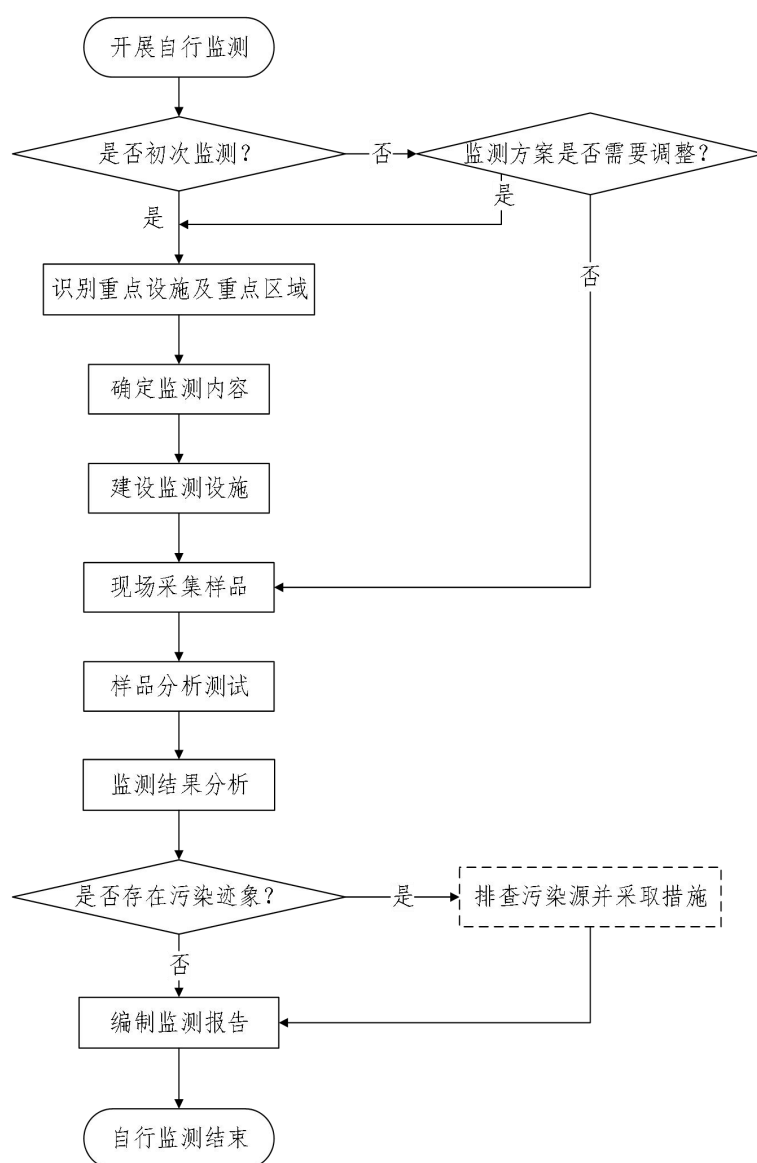 开展自行监测
是否初次监测?
否
监测方案是否需要调整?
是
是
识别重点设施及重点区域
否
确定监测内容
建设监测设施
现场采集样品
样品分析测试
监测结果分析
是否存在污染迹象?
是
排查污染源并采取措施
否
编制监测报告
自行监测结束